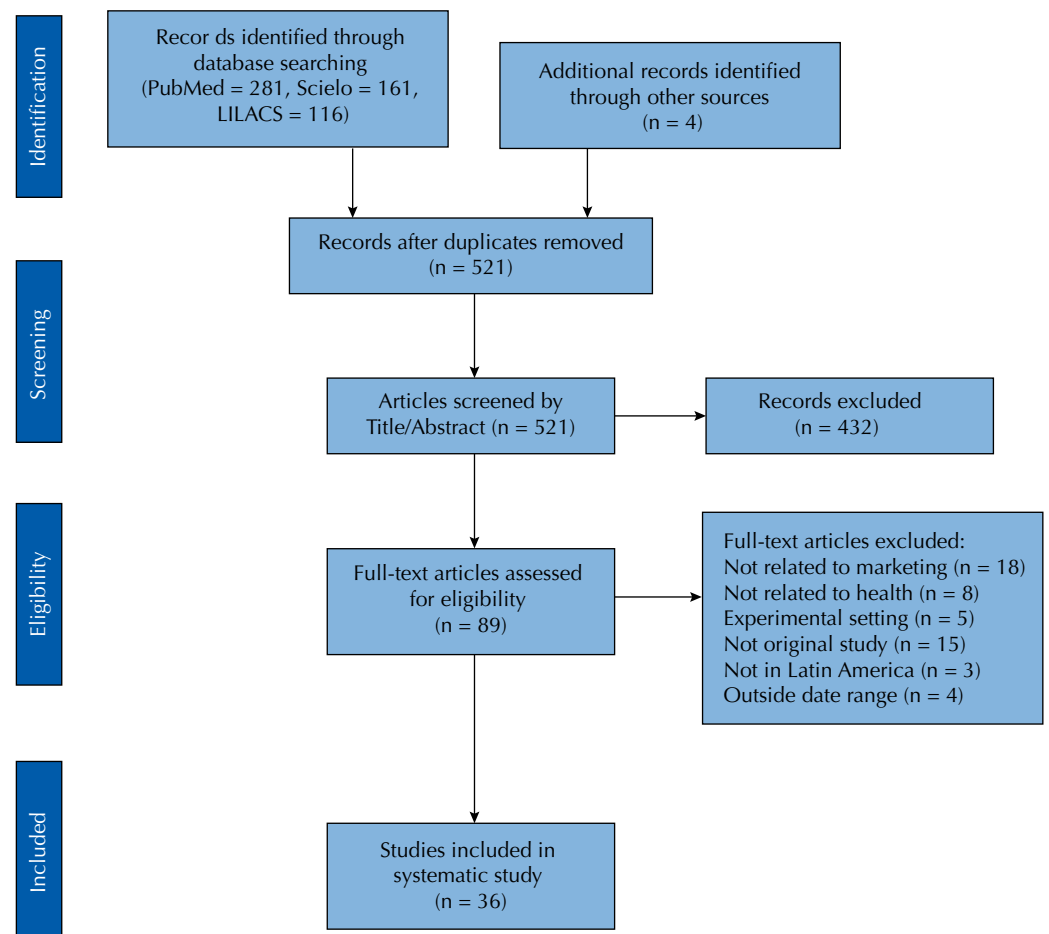 Identification
Recor ds identified through
database searching
(PubMed = 281, Scielo = 161,
LILACS = 116)
Additional records identified
through other sources
(n = 4)
Records after duplicates removed
(n = 521)
Screening
Articles screened by
Title/Abstract (n = 521)
Records excluded
(n = 432)
Eligibility
Full-text articles assessed
for eligibility
(n = 89)
Full-text articles excluded:
Not related to marketing (n = 18)
Not related to health (n = 8)
Experimental setting (n = 5)
Not original study (n = 15)
Not in Latin America (n = 3)
Outside date range (n = 4)
Included
Studies included in
systematic study
(n = 36)